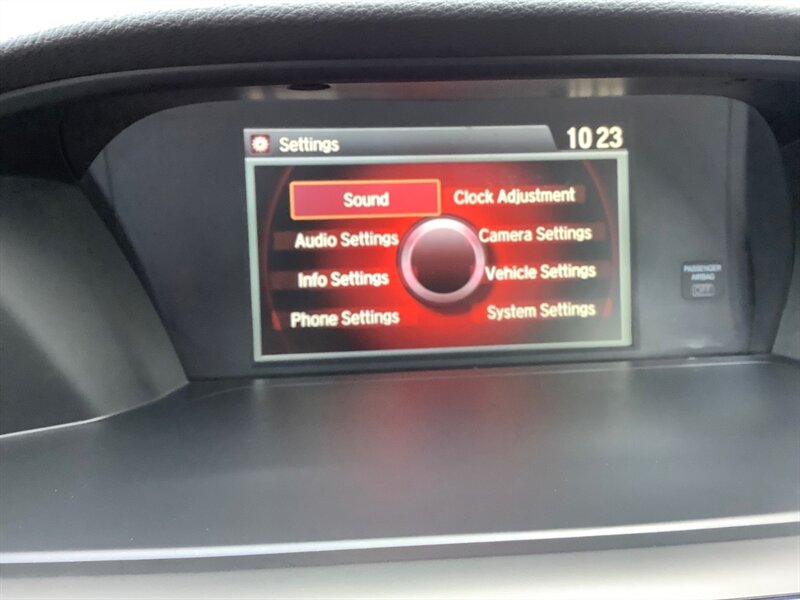 Settings
10 23
Sound
Clock Adjustment
Audio Settings
Camera Settings
Info Settings
Vehicle Settings
Phone Settings
System Settings
PASSENGER
AIRBAG
OFF